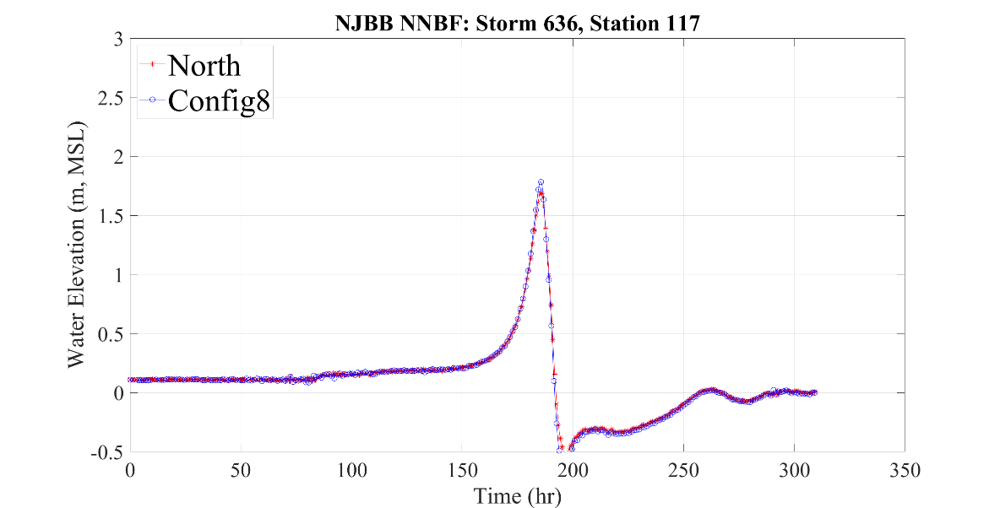 NJBB NNBF: Storm 636, Station 117
3
2.5
2
1.5
1
0.5
0
-0.5
Water Elevation (m, MSL)
North
Config8
0 50 100 150 200 250 300 350
Time (hr)